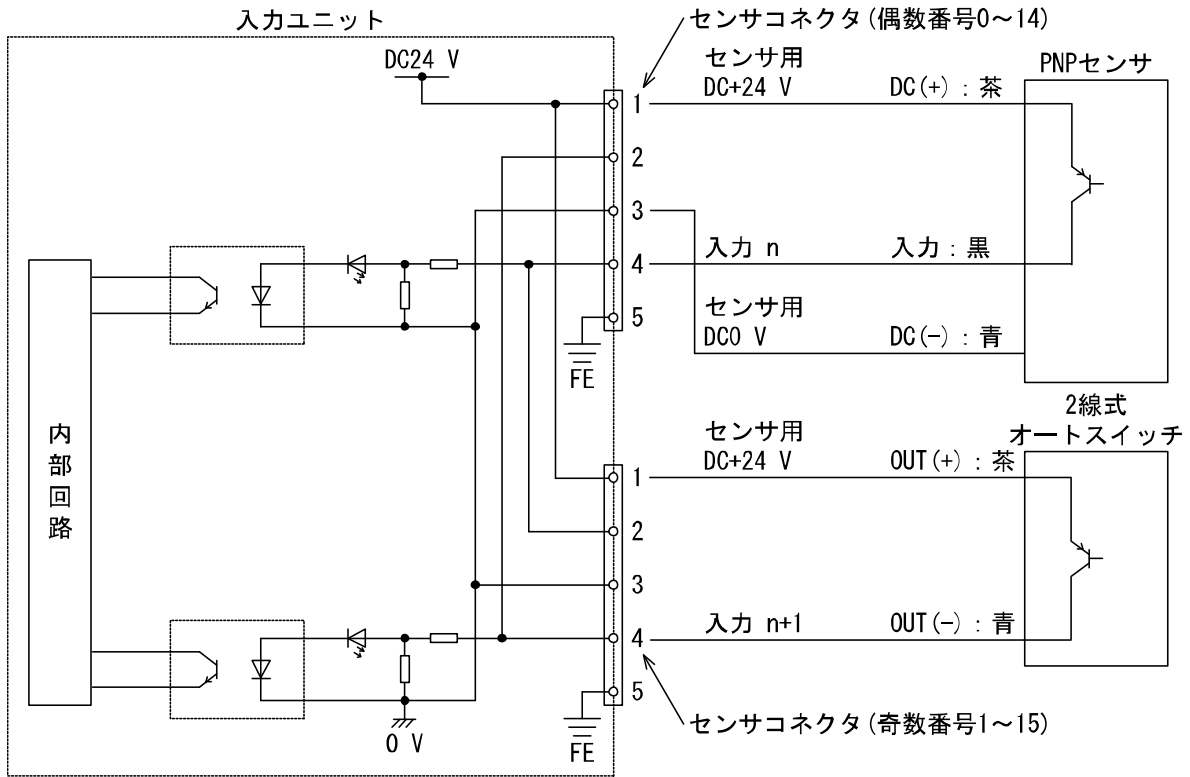 入力ユニット
センサコネクタ(偶数番号0～14)
DC24 V
センサ用
DC+24 V
DC(+) : 茶
PNPセンサ
1
2
3
4
5
入力 n
入力 : 黒
センサ用
DC0 V
DC(-) : 青
FE
内部回路
2線式
オートスイッチ
センサ用
DC+24 V
OUT(+) : 茶
1
2
3
4
5
入力 n+1
OUT(-) : 青
0 V
FE
センサコネクタ(奇数番号1～15)